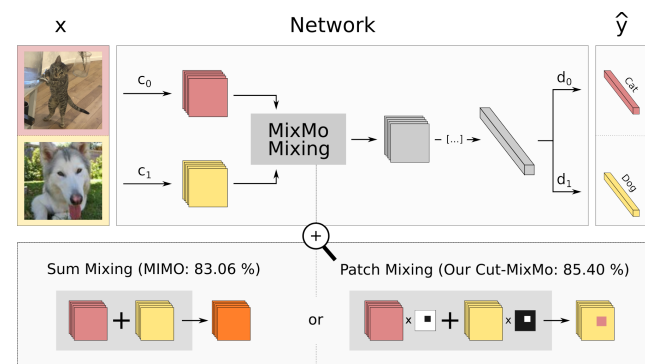 x
Network
ŷ
c0
c1
MixMo
Mixing
[...]
d0
d1
Cat
Dog
+
Sum Mixing (MIMO: 83.06 %)
Patch Mixing (Our Cut-MixMo: 85.40 %)
+
or
x + x